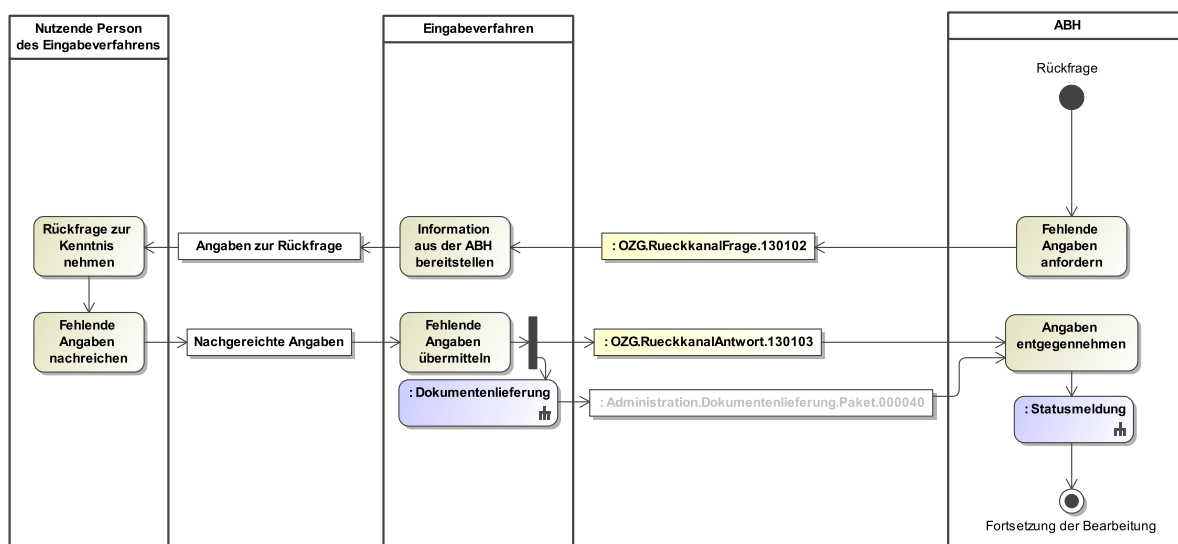 Nutzende Person
des Eingabeverfahrens
Eingabeverfahren
ABH
Rückfrage
Rückfrage zur
Kenntnis
nehmen
Angaben zur Rückfrage
Information
aus der ABH
bereitstellen
: OZG.RueckkanalFrage.130102
Fehlende
Angaben
anfordern
Fehlende
Angaben
nachreichen
Nachgereichte Angaben
Fehlende
Angaben
übermitteln
: OZG.RueckkanalAntwort.130103
Angaben
entgegennehmen
: Dokumentenlieferung
: Administration.Dokumentenlieferung.Paket.000040
: Statusmeldung
Fortsetzung der Bearbeitung